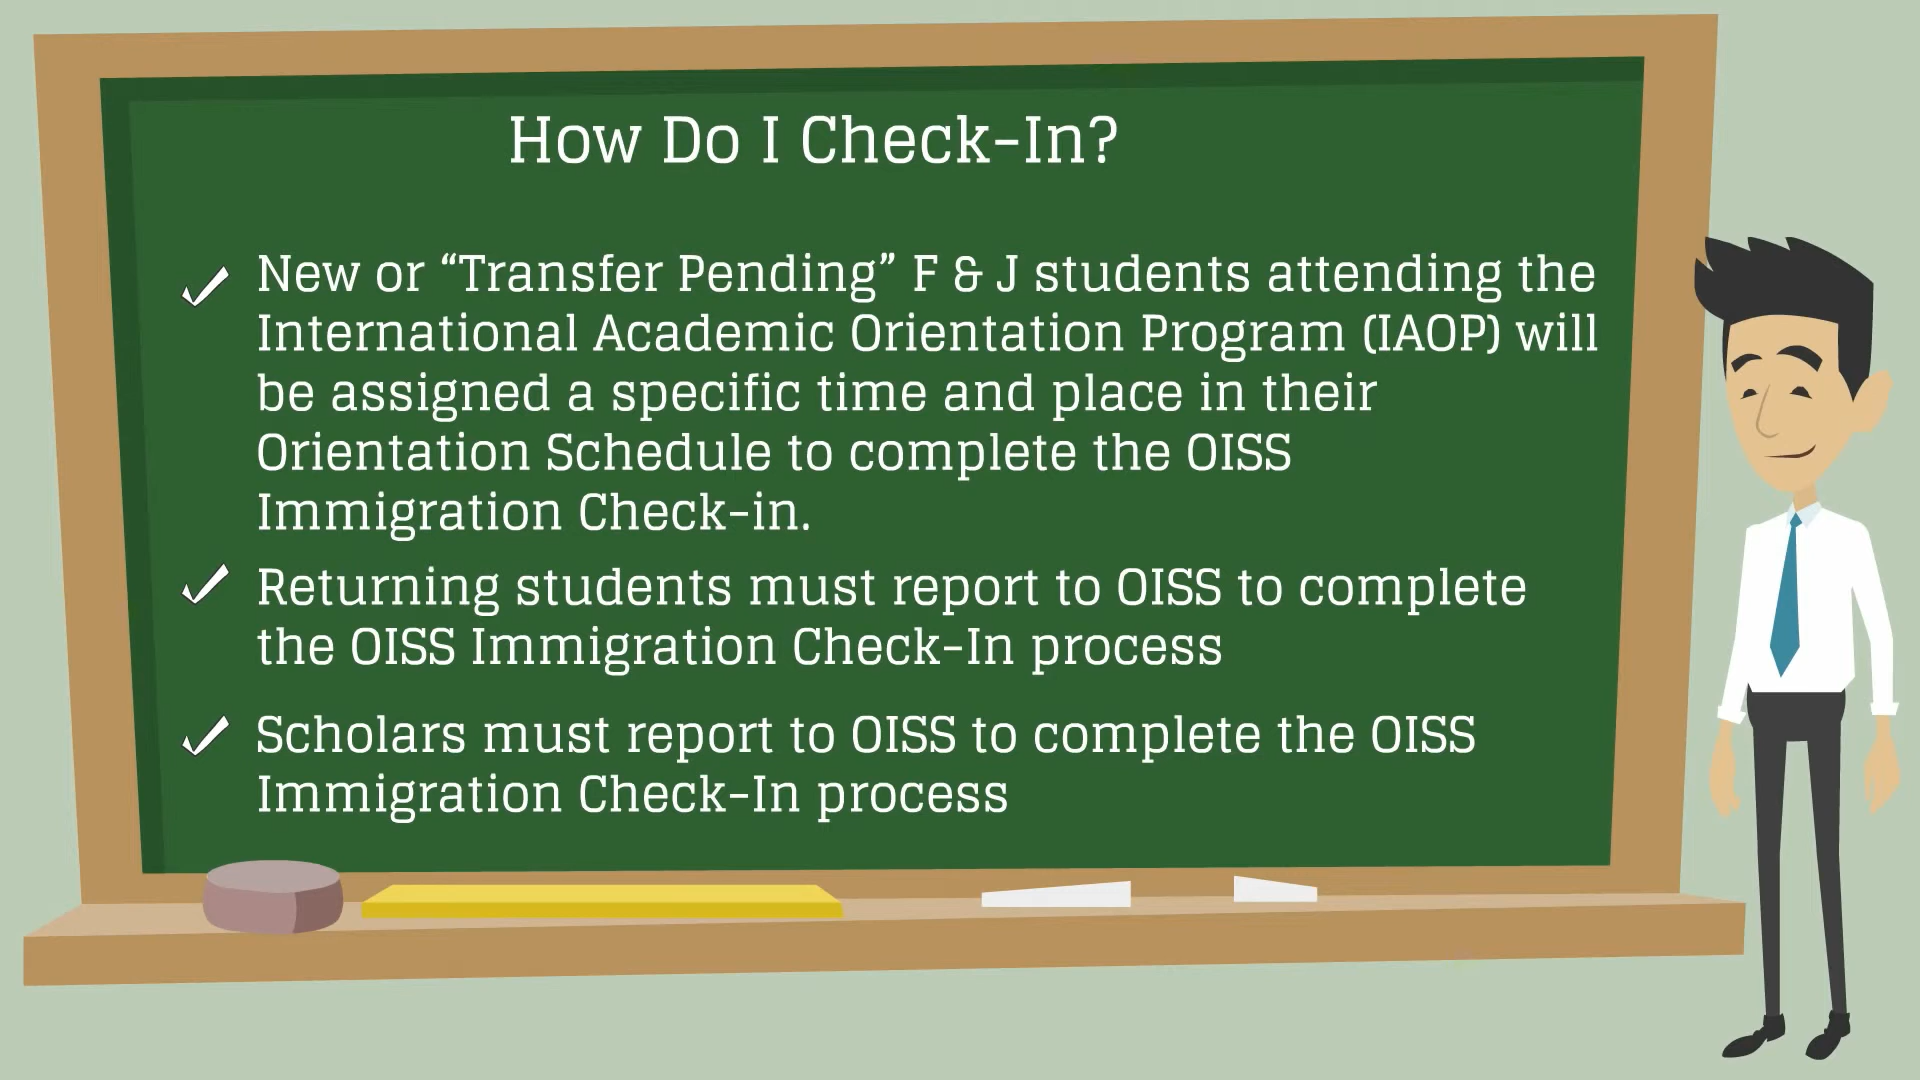 How Do I Check-In?
New or “Transfer Pending” F & J students attending the
International Academic Orientation Program (IAOP) will
be assigned a specific time and place in their
Orientation Schedule to complete the OISS
Immigration Check-in.
Returning students must report to OISS to complete
the OISS Immigration Check-In process
Scholars must report to OISS to complete the OISS
Immigration Check-In process